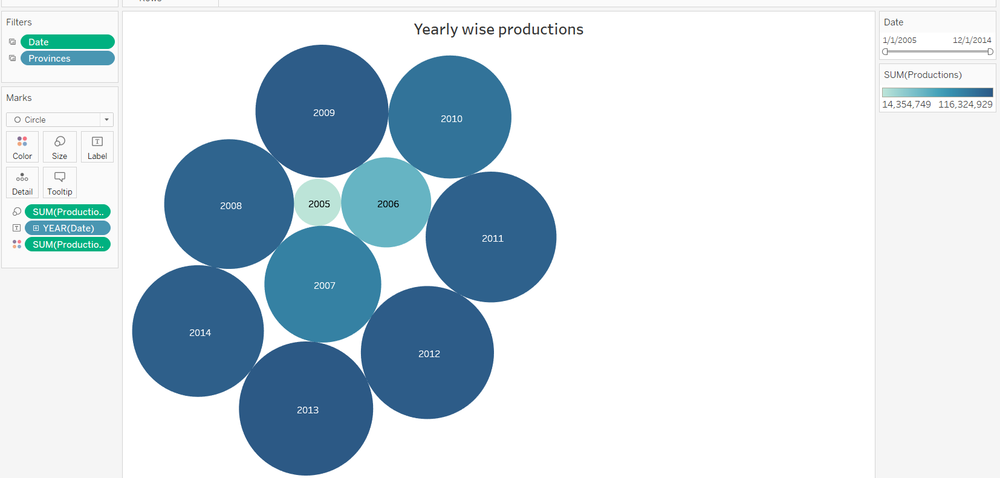 Rows
Filters
Date
Provinces
Marks
Circle
Color
Size
Label
Detail
Tooltip
SUM(Productio..
YEAR(Date)
SUM(Productio..
Yearly wise productions
2009
2010
2008
2005
2006
2011
2007
2014
2012
2013
Date
1/1/2005 12/1/2014
SUM(Productions)
14,354,749 116,324,929